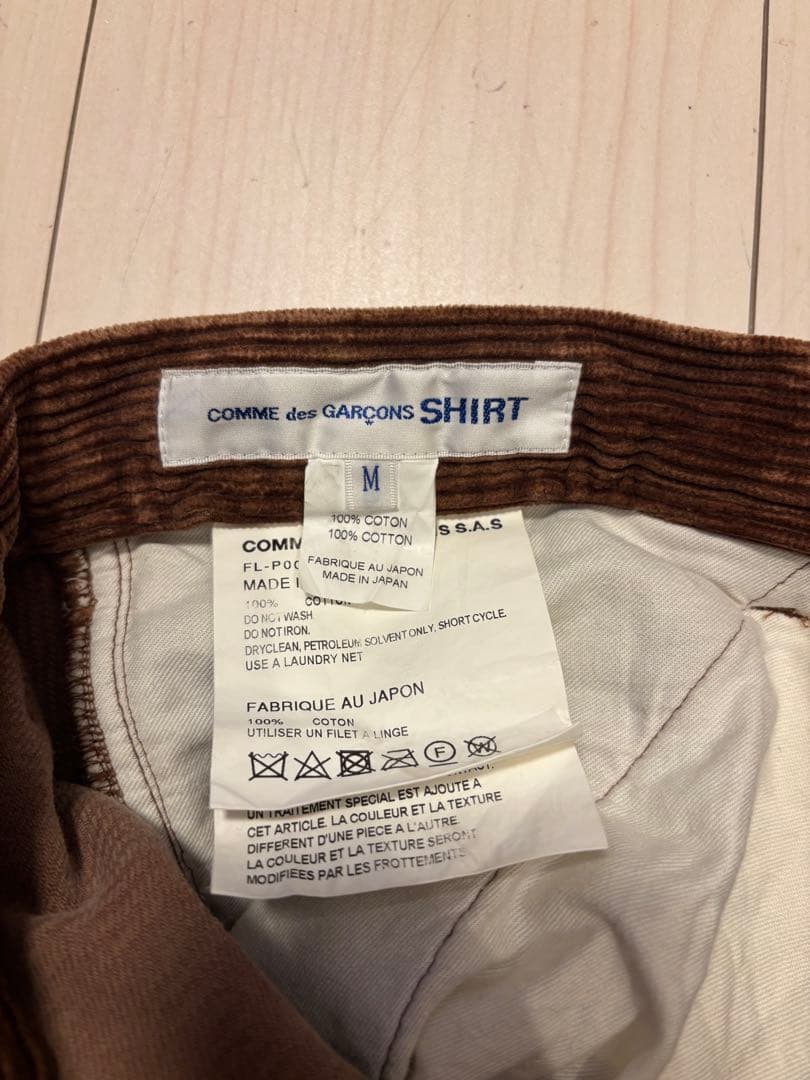 COMME des GARÇONS SHIRT
M
100% COTON
100% COTTON
FABRIQUE AU JAPON
MADE IN JAPAN
S.A.S
FL-P00
MADE
100%
DO NOT WASH
DO NOT IRON.
DRYCLEAN, PETROLEUM SOLVENT ONLY, SHORT CYCLE.
USE A LAUNDRY NET
FABRIQUE AU JAPON
100% COTON
UTILISER UN FILET A LINGE
F
W
UN TRAITEMENT SPECIAL EST AJOUTE A
CET ARTICLE. LA COULEUR ET LA TEXTURE
DIFFERENT D'UNE PIECE A L'AUTRE.
LA COULEUR ET LA TEXTURE SERONT
MODIFIEES PAR LES FROTTEMENTS